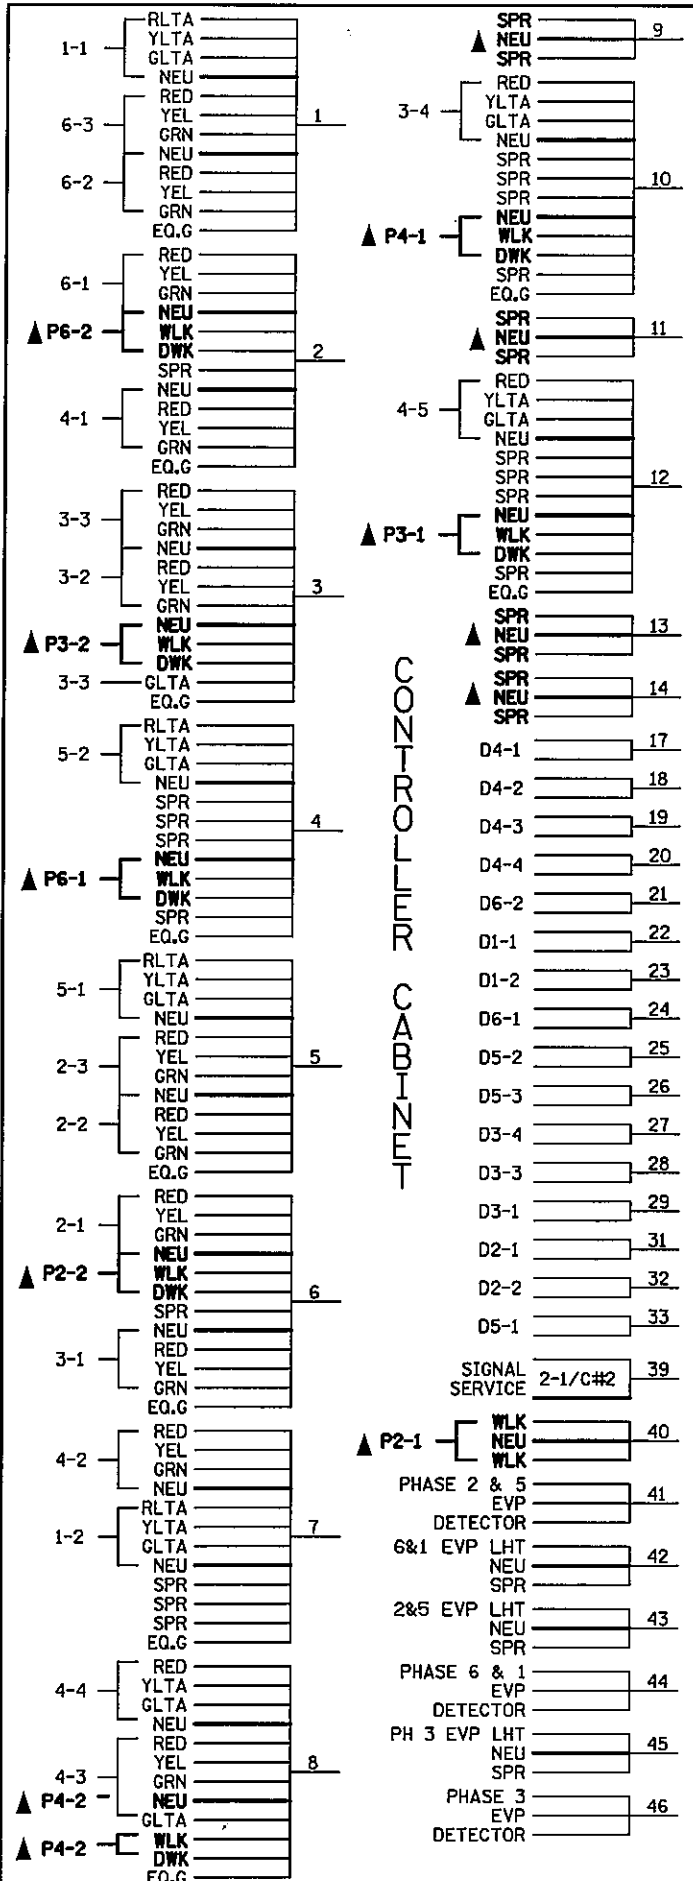 1-1
RLTA
YLTA
GLTA
NEU
6-3
RED
YEL
GRN
NEU
6-2
RED
YEL
GRN
EQ.G
1
6-1
RED
YEL
GRN
▲ P6-2
NEU
WLK
DWK
SPR
4-1
NEU
RED
YEL
GRN
EQ.G
2
3-3
RED
YEL
GRN
NEU
3-2
RED
YEL
GRN
▲ P3-2
NEU
WLK
DWK
3-3 GLTA
EQ.G
3
5-2
RLTA
YLTA
GLTA
NEU
SPR
SPR
SPR
▲ P6-1
NEU
WLK
DWK
SPR
EQ.G
4
5-1
RLTA
YLTA
GLTA
NEU
2-3
RED
YEL
GRN
NEU
2-2
RED
YEL
GRN
EQ.G
5
2-1
RED
YEL
GRN
▲ P2-2
NEU
WLK
DWK
SPR
3-1
NEU
RED
YEL
GRN
EQ.G
6
4-2
RED
YEL
GRN
NEU
1-2
RLTA
YLTA
GLTA
NEU
SPR
SPR
SPR
EQ.G
7
4-4
RED
YLTA
GLTA
NEU
4-3
RED
YEL
GRN
▲ P4-2
NEU
GLTA
▲ P4-2
WLK
DWK
EQ.G
8
CONTROLLER CABINET
SPR
▲ NEU
SPR
9
3-4
RED
YLTA
GLTA
NEU
SPR
SPR
SPR
▲ P4-1
NEU
WLK
DWK
SPR
EQ.G
10
SPR
▲ NEU
SPR
11
4-5
RED
YLTA
GLTA
NEU
SPR
SPR
SPR
▲ P3-1
NEU
WLK
DWK
SPR
EQ.G
12
SPR
▲ NEU
SPR
13
SPR
▲ NEU
SPR
14
D4-1 17
D4-2 18
D4-3 19
D4-4 20
D6-2 21
D1-1 22
D1-2 23
D6-1 24
D5-2 25
D5-3 26
D3-4 27
D3-3 28
D3-1 29
D2-1 31
D2-2 32
D5-1 33
SIGNAL
SERVICE
2-1/C#2
39
▲ P2-1
WLK
NEU
WLK
40
PHASE 2 & 5
EVP
DETECTOR
41
6&1 EVP LHT
NEU
SPR
42
2&5 EVP LHT
NEU
SPR
43
PHASE 6 & 1
EVP
DETECTOR
44
PH 3 EVP LHT
NEU
SPR
45
PHASE 3
EVP
DETECTOR
46